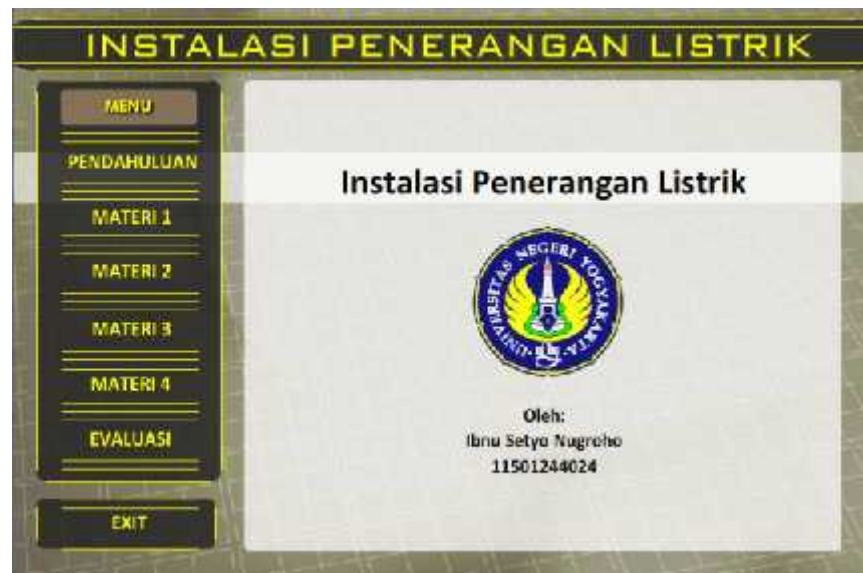 INSTALASI PENERANGAN LISTRIK
MENU
PENDAHULUAN
MATERI 1
MATERI 2
MATERI 3
MATERI 4
EVALUASI
EXIT
Instalasi Penerangan Listrik
UNIVERSITAS NEGERI YOGYAKARTA
Oleh:
Ibnu Setyo Nugroho
11501244024